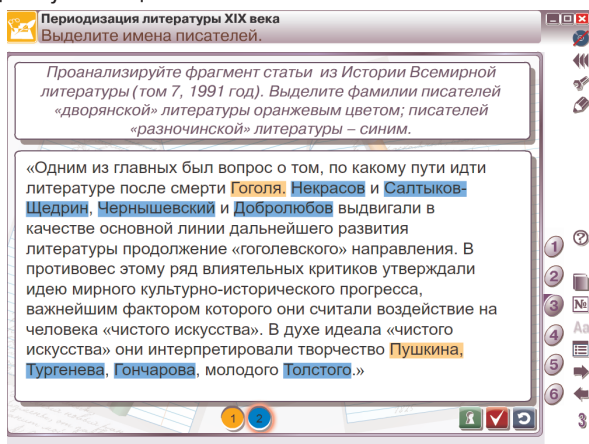 Периодизация литературы XIX века
Выделите имена писателей.
Проанализируйте фрагмент статьи из Истории Всемирной
литературы (том 7, 1991 год). Выделите фамилии писателей
«дворянской» литературы оранжевым цветом; писателей
«разночинской» литературы – синим.
«Одним из главных был вопрос о том, по какому пути идти
литературе после смерти Гоголя. Некрасов и Салтыков-
Щедрин, Чернышевский и Добролюбов выдвигали в
качестве основной линии дальнейшего развития
литературы продолжение «гоголевского» направления. В
противовес этому ряд влиятельных критиков утверждали
идею мирного культурно-исторического прогресса,
важнейшим фактором которого они считали воздействие на
человека «чистого искусства». В духе идеала «чистого
искусства» они интерпретировали творчество Пушкина,
Тургенева, Гончарова, молодого Толстого.»
1 2
1
2
3 №
4 Aa
5
6
3